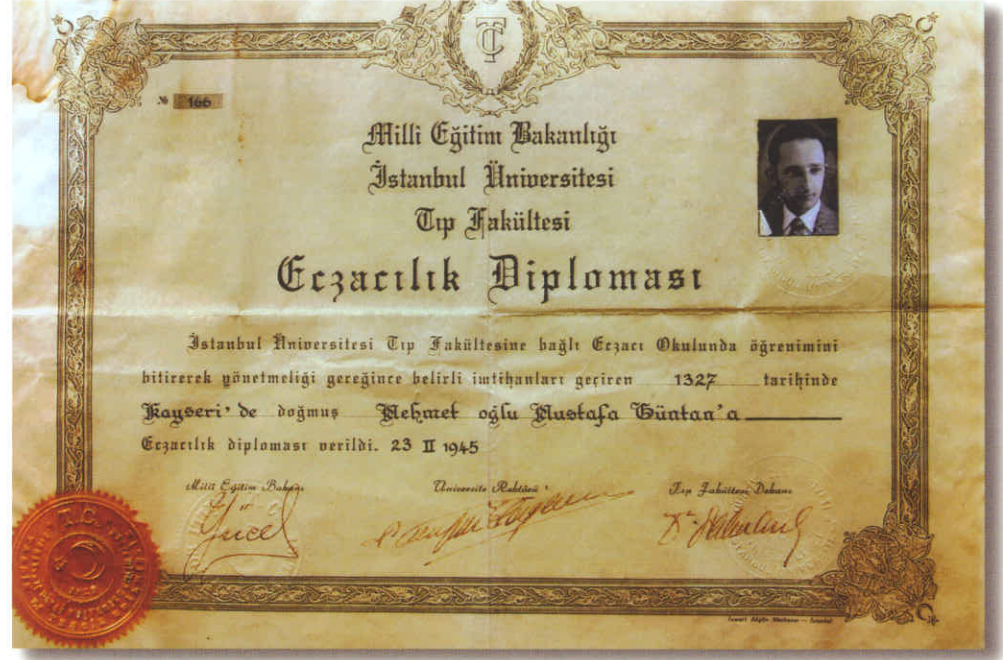 TC
№ 166
Milli Eğitim Bakanlığı
İstanbul Üniversitesi
Tıp Fakültesi
Eczacılık Diploması
İstanbul Üniversitesi Tıp Fakültesine bağlı Eczacı Okulunda öğrenimini
bitirerek yönetmeliği gereğince belirli imtihanları geçiren 1327 tarihinde
Kayseri'de doğmuş Mehmet oğlu Mustafa Güntan'a
Eczacılık diploması verildi. 23 II 1945
Milli Eğitim Bakanı Üniversite Rektörü Tıp Fakültesi Dekanı
Yücel
T.C.